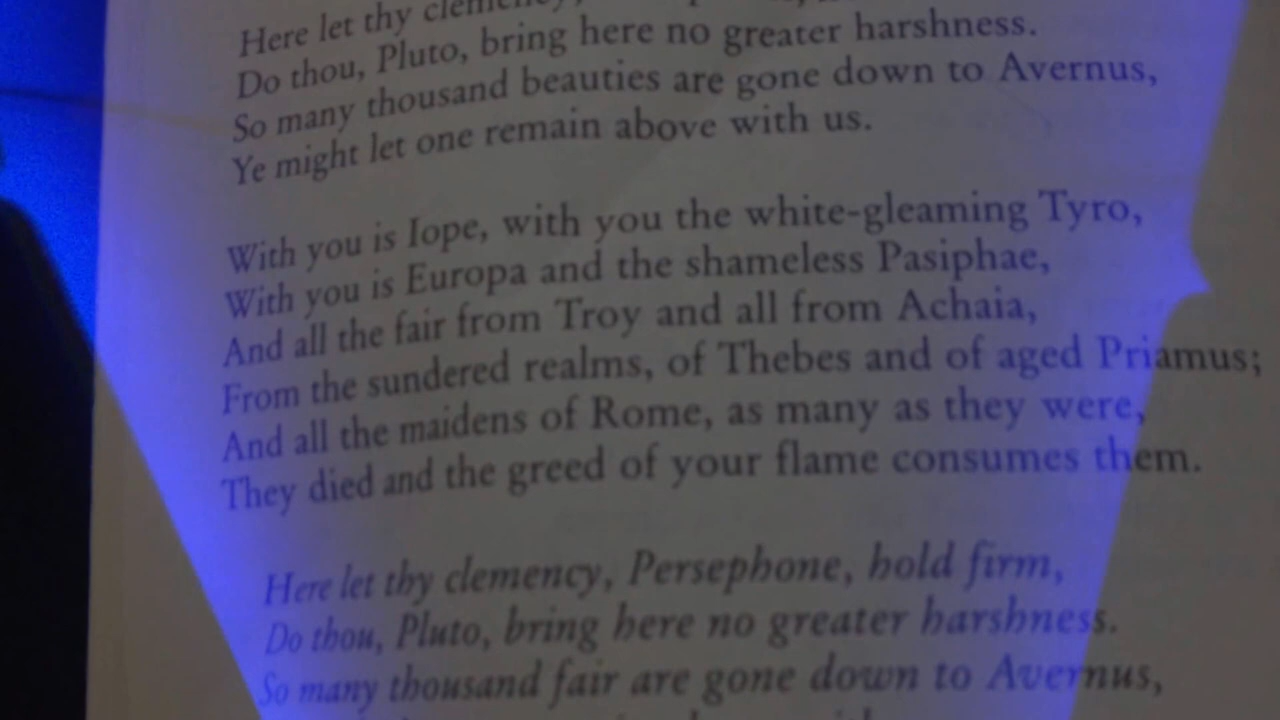 Here let thy clemency,
Do thou, Pluto, bring here no greater harshness.
So many thousand beauties are gone down to Avernus,
Ye might let one remain above with us.
With you is Iope, with you the white-gleaming Tyro,
With you is Europa and the shameless Pasiphae,
And all the fair from Troy and all from Achaia,
From the sundered realms, of Thebes and of aged Priamus;
And all the maidens of Rome, as many as they were,
They died and the greed of your flame consumes them.
Here let thy clemency, Persephone, hold firm,
Do thou, Pluto, bring here no greater harshness.
So many thousand fair are gone down to Avernus,